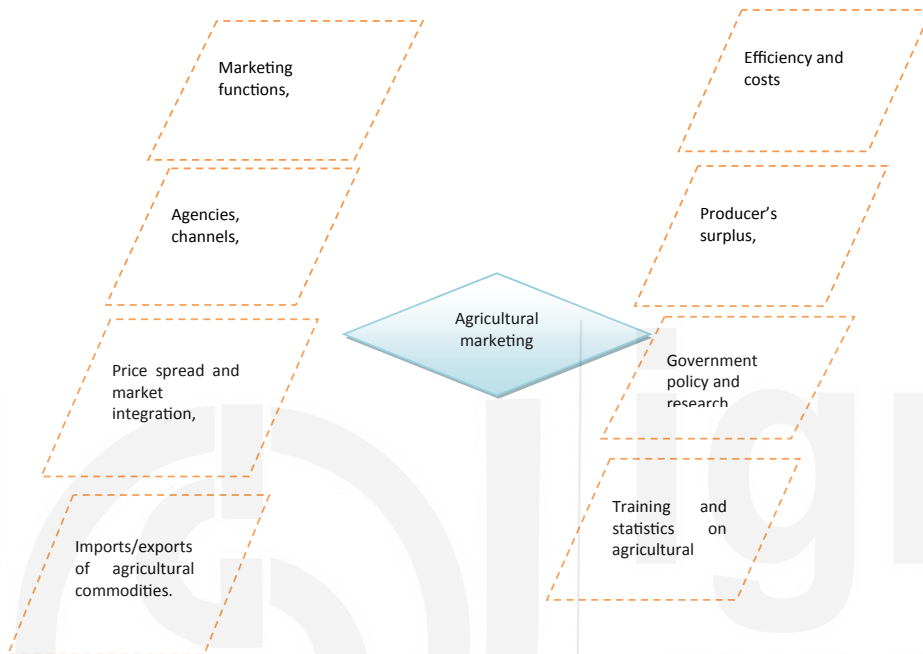 Marketing
functions,
Agencies,
channels,
Price spread and
market
integration,
Imports/exports
of agricultural
commodities.
Agricultural
marketing
Efficiency and
costs
Producer’s
surplus,
Government
policy and
research
Training and
statistics on
agricultural
ig